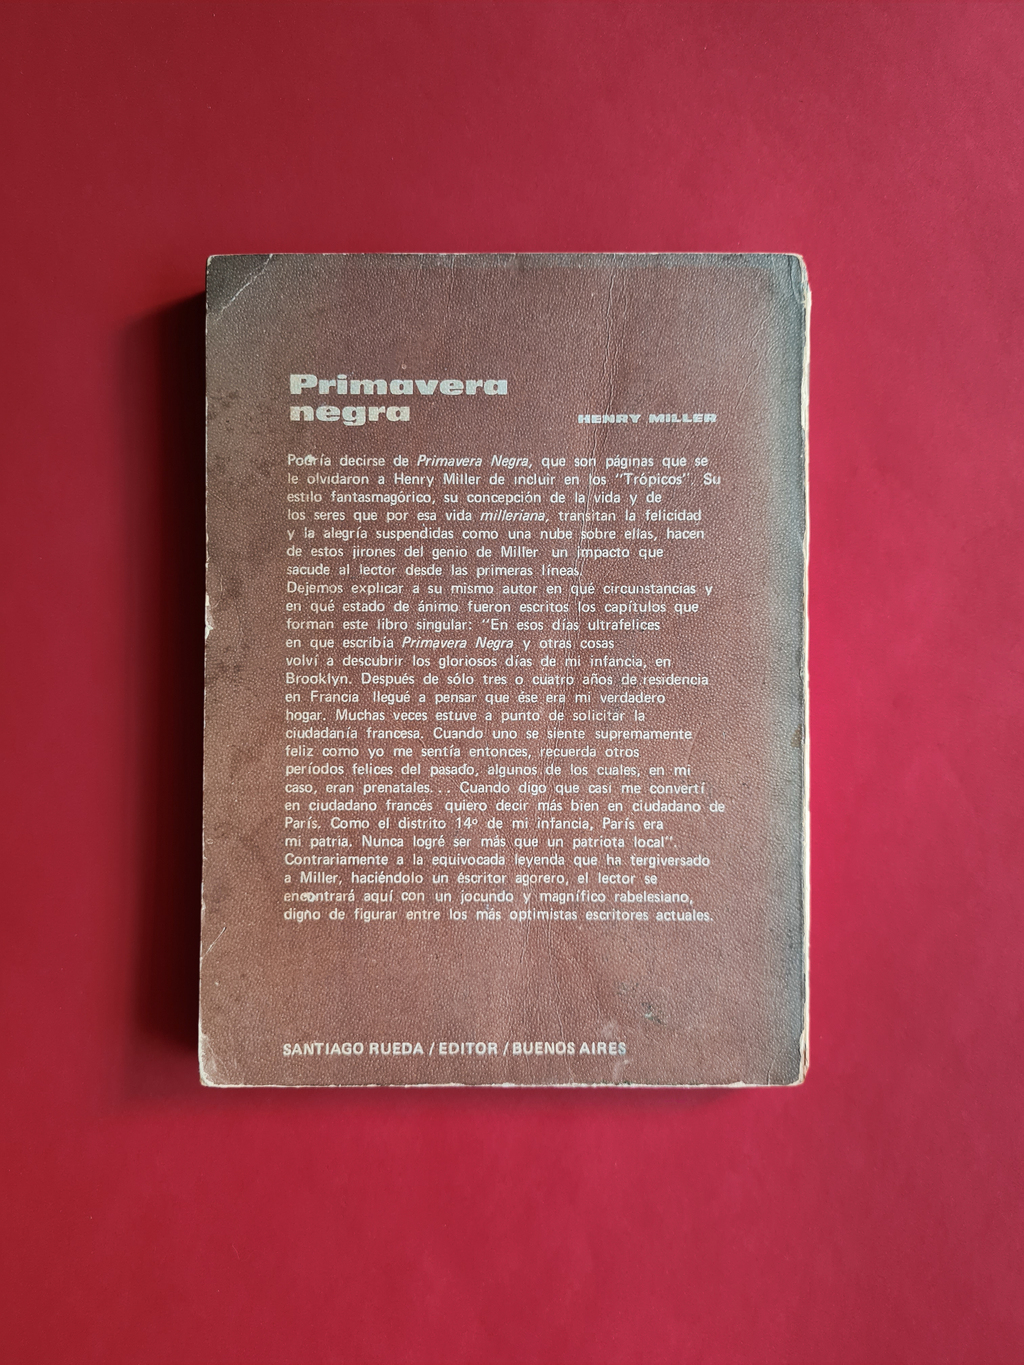 Primavera
negra
HENRY MILLER
Podría decirse de Primavera Negra, que son páginas que se
le olvidaron a Henry Miller de incluir en los "Trópicos". Su
estilo fantasmagórico, su concepción de la vida y de
los seres que por esa vida milleriana, transitan la felicidad
y la alegría suspendidas como una nube sobre ellas, hacen
de estos jirones del genio de Miller un impacto que
sacude al lector desde las primeras líneas.
Dejemos explicar a su mismo autor en qué circunstancias y
en qué estado de ánimo fueron escritos los capítulos que
forman este libro singular: "En esos días ultrafelices
en que escribía Primavera Negra y otras cosas
volví a descubrir los gloriosos días de mi infancia, en
Brooklyn. Después de sólo tres o cuatro años de residencia
en Francia llegué a pensar que ése era mi verdadero
hogar. Muchas veces estuve a punto de solicitar la
ciudadanía francesa. Cuando uno se siente supremamente
feliz como yo me sentía entonces, recuerda otros
períodos felices del pasado, algunos de los cuales, en mi
caso, eran prenatales... Cuando digo que casi me convertí
en ciudadano francés quiero decir más bien en ciudadano de
París. Como el distrito 14º de mi infancia, París era
mi patria. Nunca logré ser más que un patriota local".
Contrariamente a la equivocada leyenda que ha tergiversado
a Miller, haciéndolo un escritor agorero, el lector se
encontrará aquí con un jocundo y magnífico rabelesiano,
digno de figurar entre los más optimistas escritores actuales.
SANTIAGO RUEDA / EDITOR / BUENOS AIRES